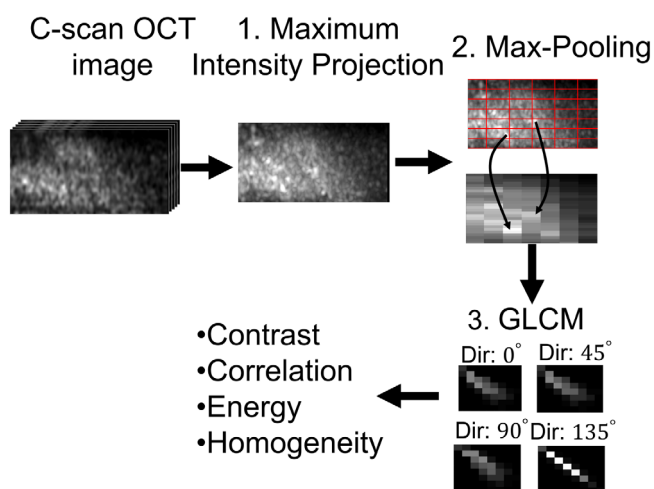 C-scan OCT
image
1. Maximum
Intensity Projection
2. Max-Pooling
3. GLCM
Dir: 0°
Dir: 45°
Dir: 90°
Dir: 135°
•Contrast
•Correlation
•Energy
•Homogeneity